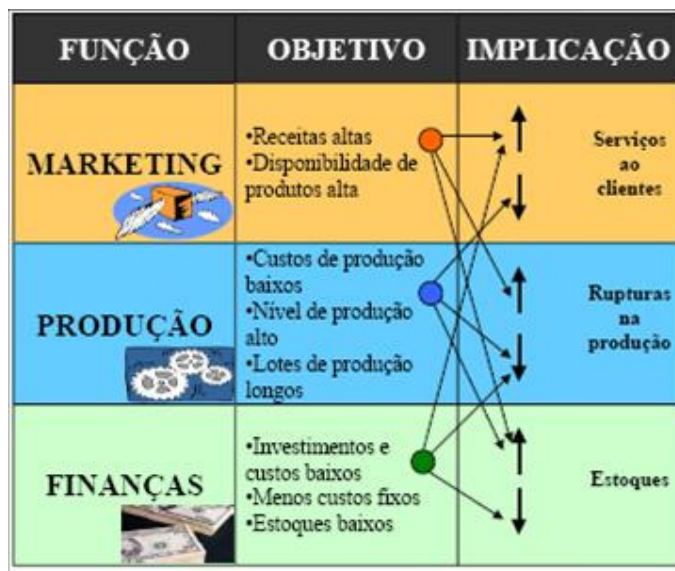 FUNÇÃO
OBJETIVO
IMPLICAÇÃO
MARKETING
•Receitas altas
•Disponibilidade de
produtos alta
Serviços
ao
clientes
PRODUÇÃO
•Custos de produção
baixos
•Nível de produção
alto
•Lotes de produção
longos
Rupturas
na
produção
FINANÇAS
•Investimentos e
custos baixos
•Menos custos fixos
•Estoques baixos
Estoques